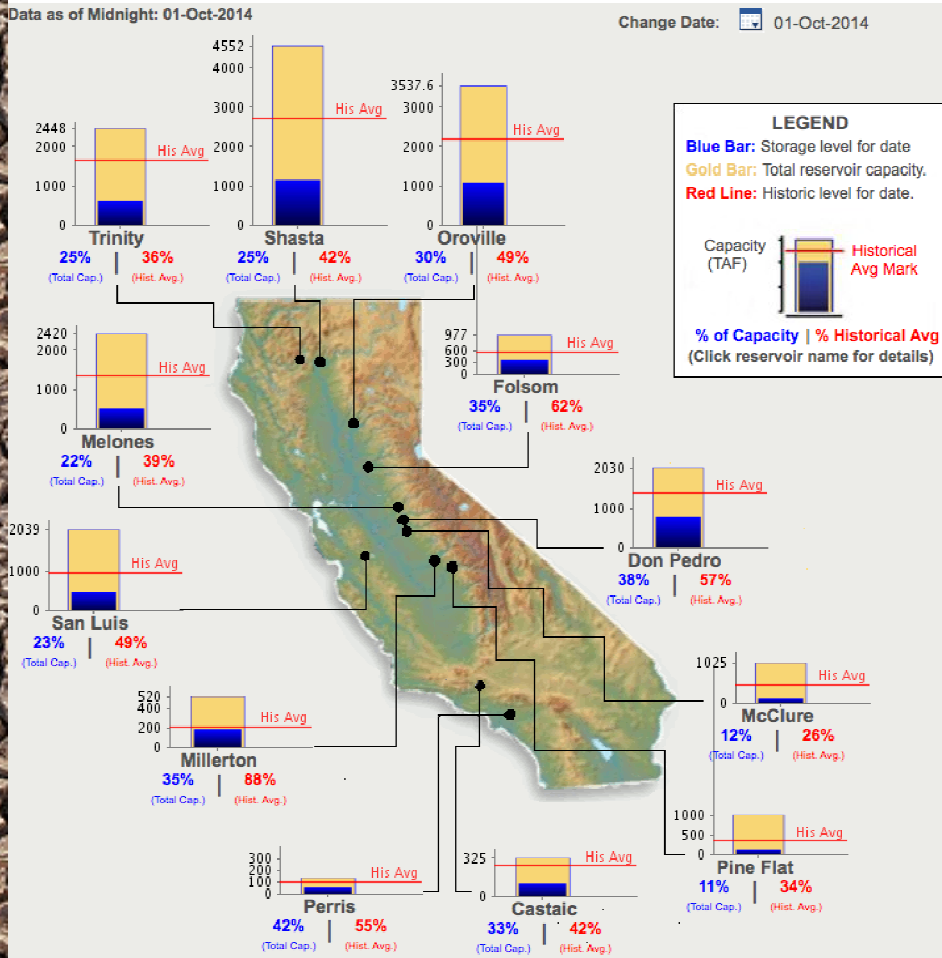 Data as of Midnight: 01-Oct-2014
Change Date: 01-Oct-2014
4552
4000
3000
2000
1000
0
His Avg
Shasta
25% | 42%
(Total Cap.) (Hist. Avg.)
3537.6
3000
2000
1000
0
His Avg
Oroville
30% | 49%
(Total Cap.) (Hist. Avg.)
2448
2000
1000
0
His Avg
Trinity
25% | 36%
(Total Cap.) (Hist. Avg.)
LEGEND
Blue Bar: Storage level for date
Gold Bar: Total reservoir capacity.
Red Line: Historic level for date.
Capacity
(TAF)
Historical
Avg Mark
% of Capacity | % Historical Avg
(Click reservoir name for details)
2420
2000
1000
0
His Avg
Melones
22% | 39%
(Total Cap.) (Hist. Avg.)
977
600
300
0
His Avg
Folsom
35% | 62%
(Total Cap.) (Hist. Avg.)
2030
1000
0
His Avg
Don Pedro
38% | 57%
(Total Cap.) (Hist. Avg.)
2039
1000
0
His Avg
San Luis
23% | 49%
(Total Cap.) (Hist. Avg.)
1025
0
His Avg
McClure
12% | 26%
(Total Cap.) (Hist. Avg.)
520
400
200
0
His Avg
Millerton
35% | 88%
(Total Cap.) (Hist. Avg.)
1000
500
0
His Avg
Pine Flat
11% | 34%
(Total Cap.) (Hist. Avg.)
300
200
100
0
His Avg
Perris
42% | 55%
(Total Cap.) (Hist. Avg.)
325
0
His Avg
Castaic
33% | 42%
(Total Cap.) (Hist. Avg.)